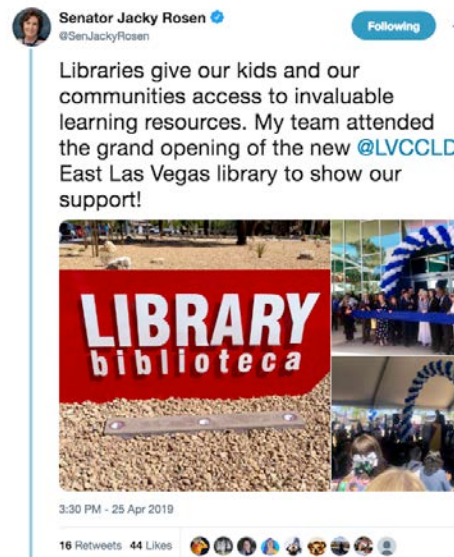 Senator Jacky Rosen
@SenJackyRosen
Following
Libraries give our kids and our
communities access to invaluable
learning resources. My team attended
the grand opening of the new @LVCCLD
East Las Vegas library to show our
support!
LIBRARY
biblioteca
3:30 PM - 25 Apr 2019
16 Retweets 44 Likes